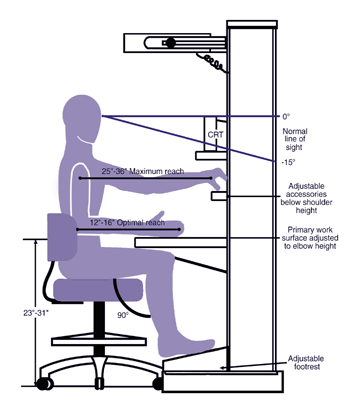 0°
CRT
Normal
line of
sight
-15°
25"-36" Maximum reach
Adjustable
accessories
below shoulder
height
12"-16" Optimal reach
Primary work
surface adjusted
to elbow height
23"-31"
90°
Adjustable
footrest